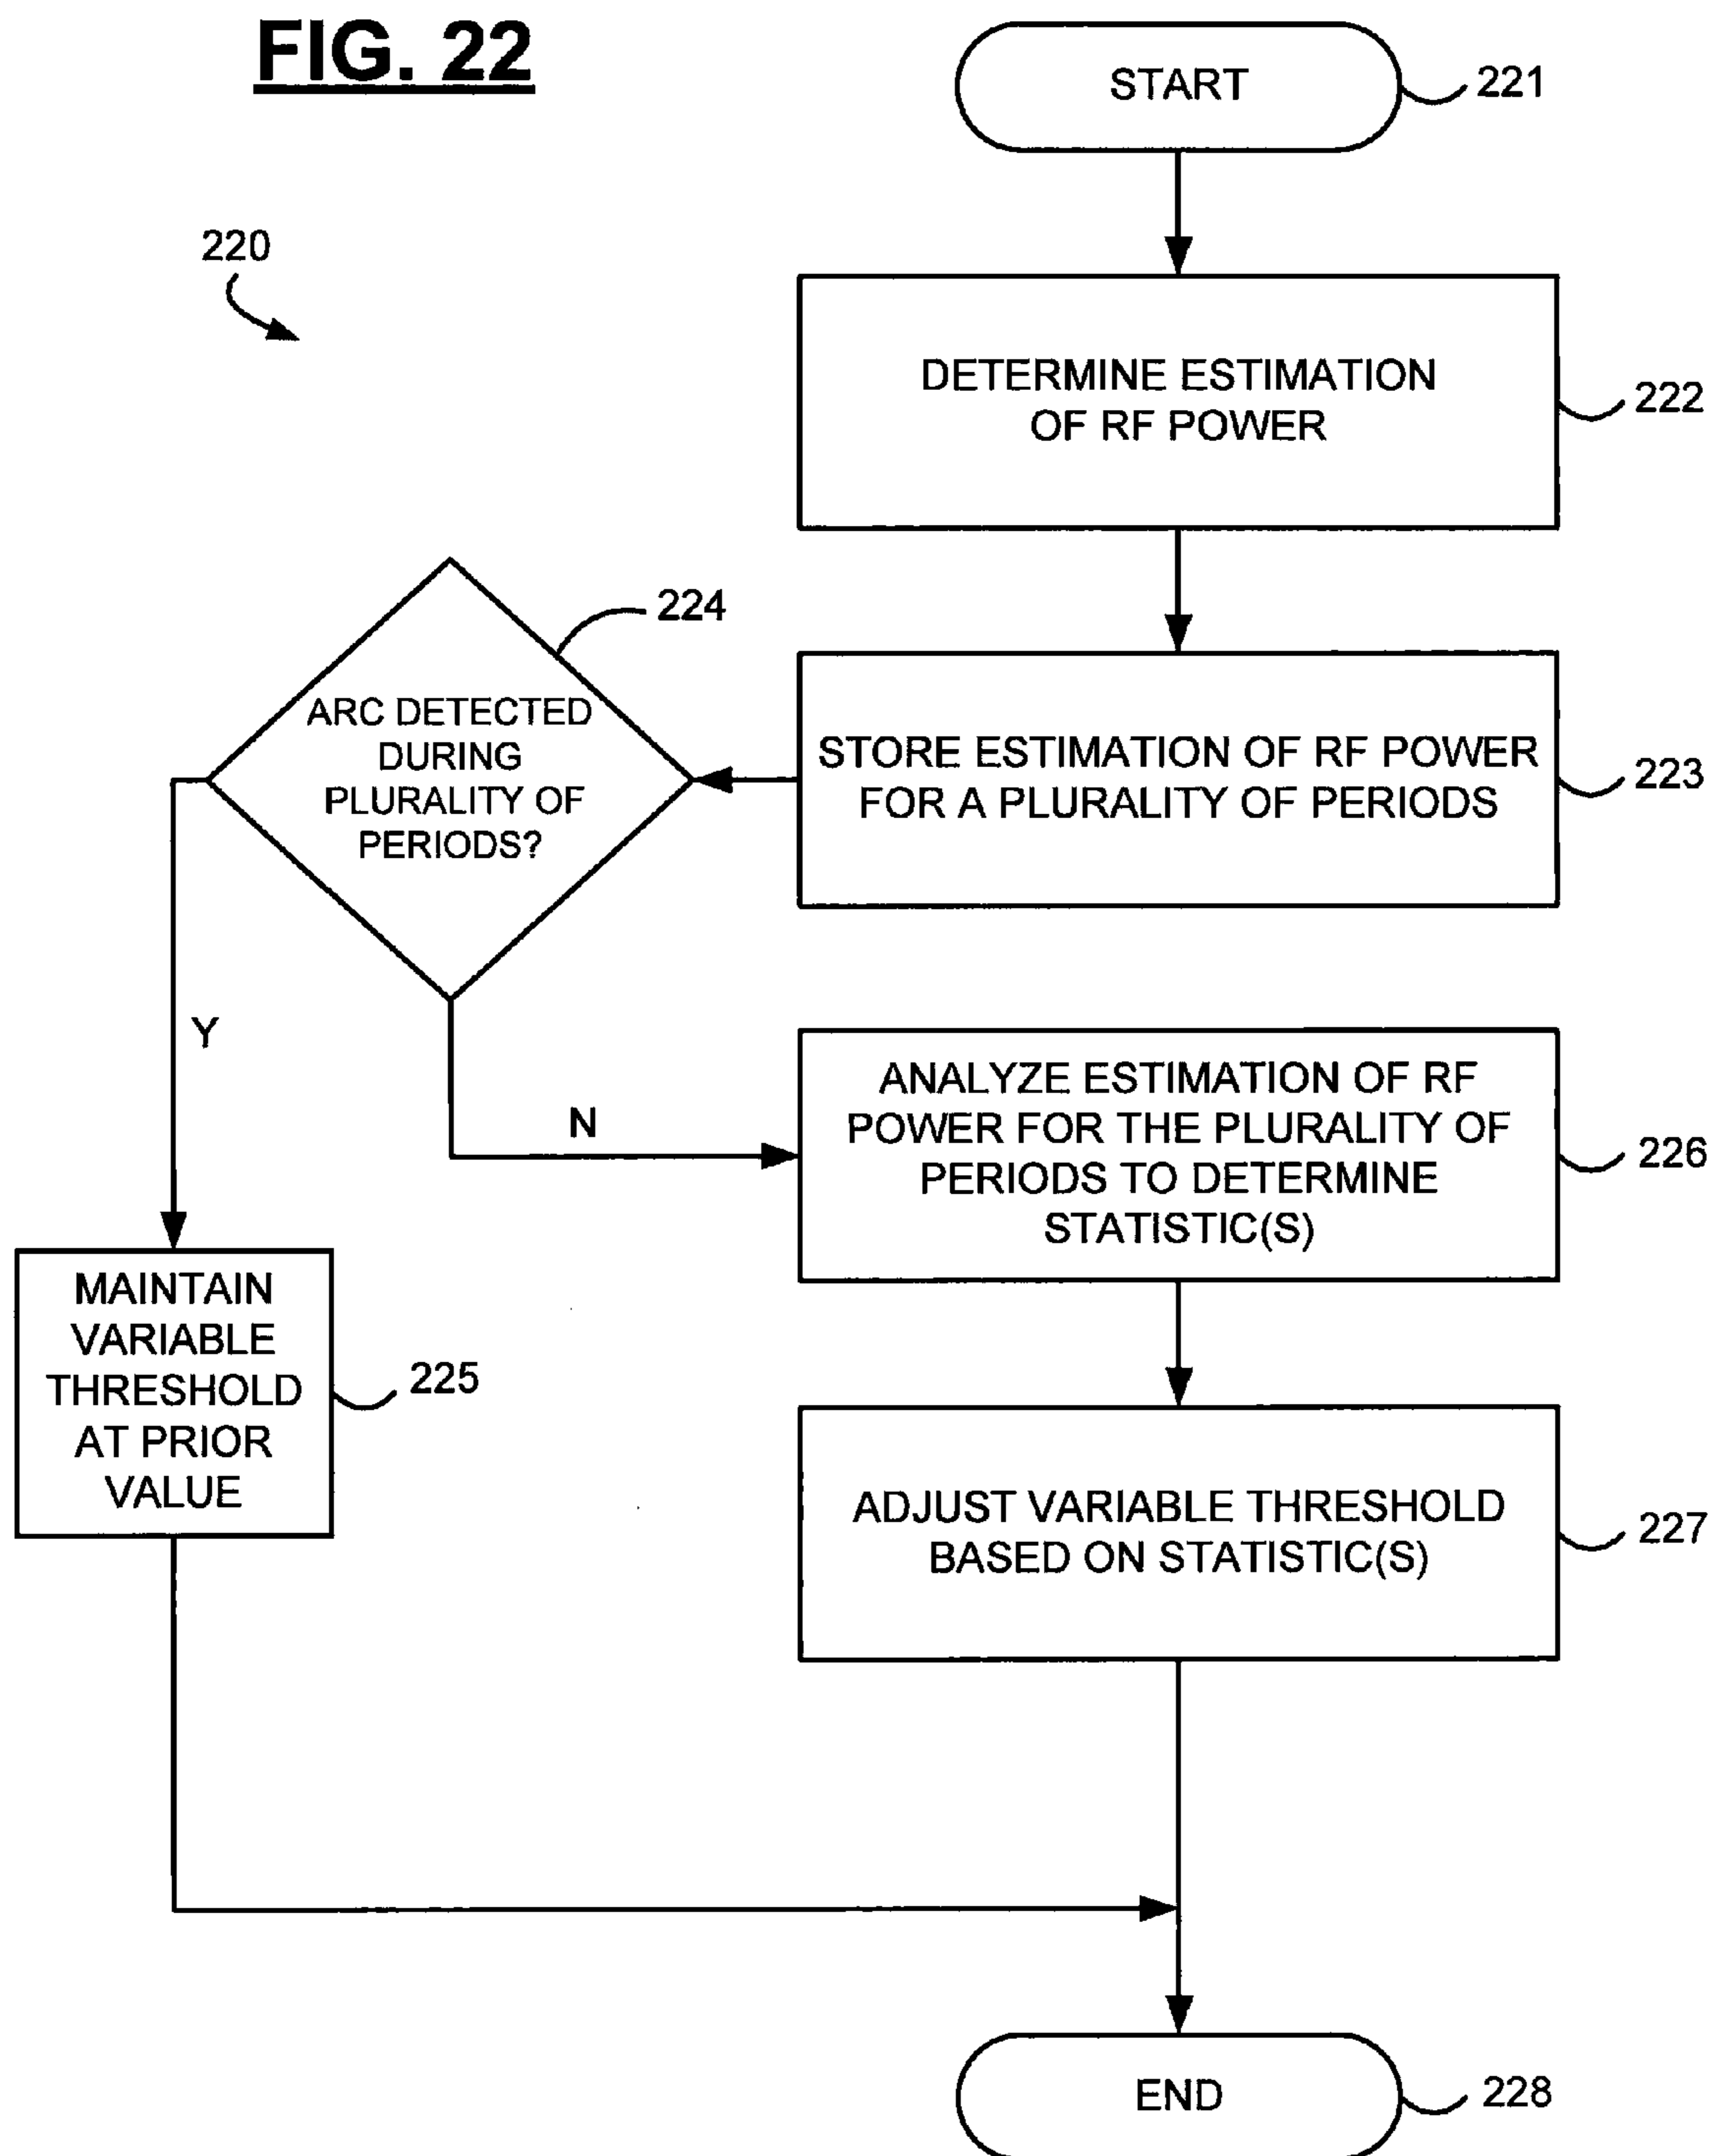 FIG. 22
START
221
220
DETERMINE ESTIMATION
OF RF POWER
222
224
ARC DETECTED
DURING
PLURALITY OF
PERIODS?
STORE ESTIMATION OF RF POWER
FOR A PLURALITY OF PERIODS
223
Y
N
ANALYZE ESTIMATION OF RF
POWER FOR THE PLURALITY OF
PERIODS TO DETERMINE
STATISTIC(S)
226
MAINTAIN
VARIABLE
THRESHOLD
AT PRIOR
VALUE
225
ADJUST VARIABLE THRESHOLD
BASED ON STATISTIC(S)
227
END
228